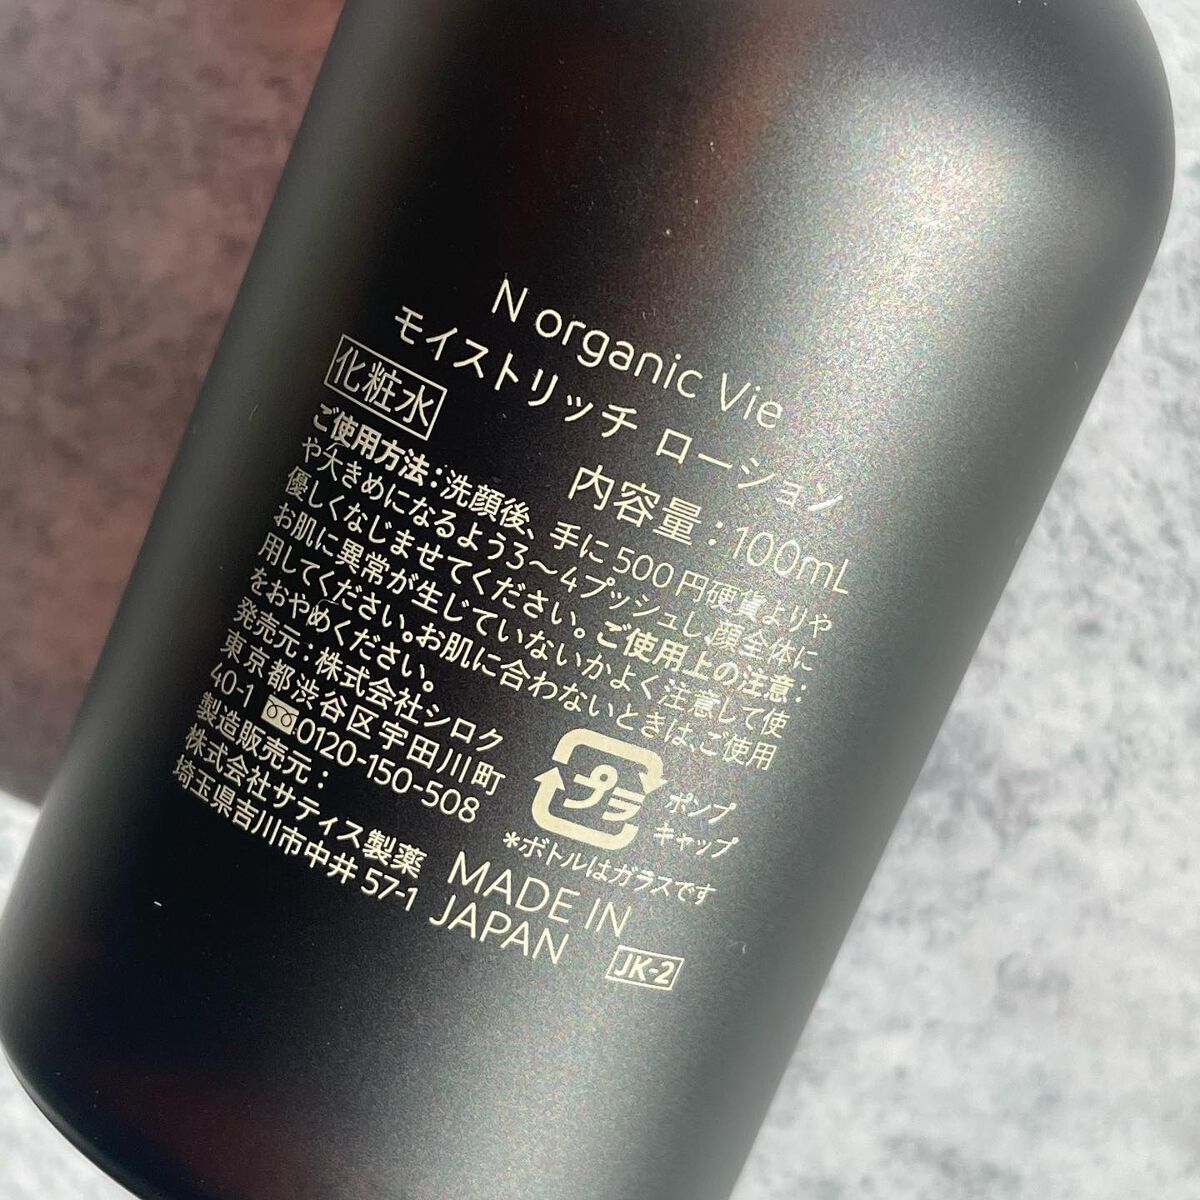 N organic Vie
モイストリッチ ローション
化粧水
内容量：100mL
ご使用方法：洗顔後、手に500円硬貨よりや
や大きめになるよう3〜4プッシュし、顔全体に
優しくなじませてください。ご使用上の注意：
お肌に異常が生じていないかよく注意して使
用してください。お肌に合わないときは、ご使用
をおやめください。
発売元：株式会社シロク
東京都渋谷区宇田川町
40-1 0120-150-508
製造販売元：
株式会社サティス製薬
埼玉県吉川市中井57-1
プラ
ポンプ
キャップ
*ボトルはガラスです
MADE IN
JAPAN
JK-2